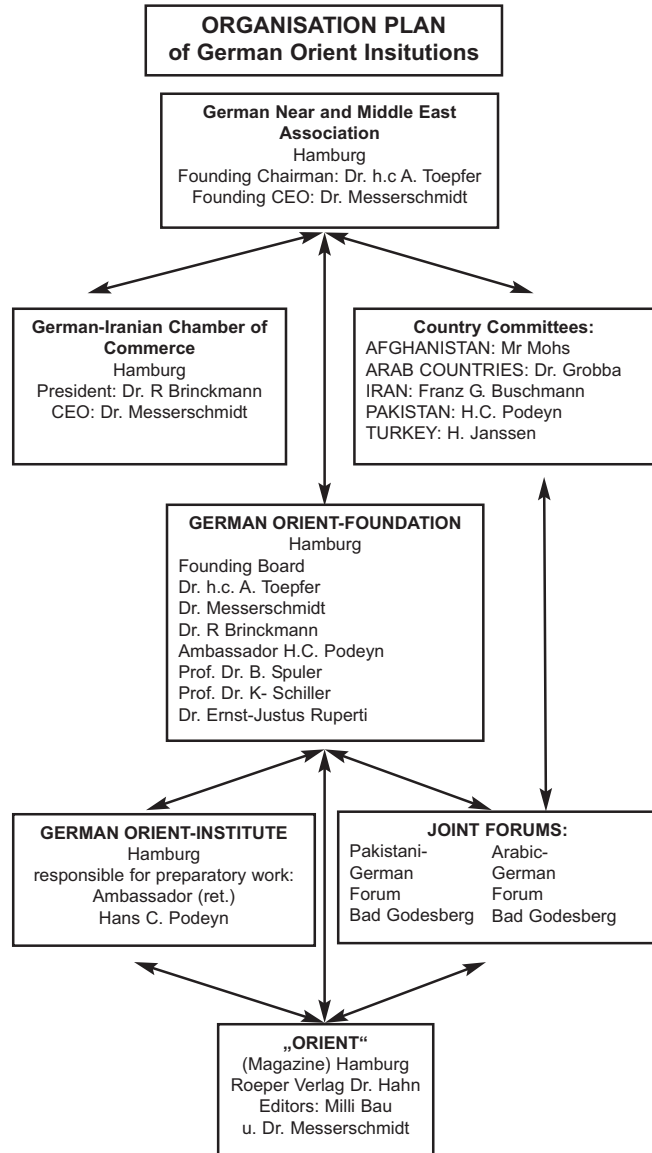 ORGANISATION PLAN
of German Orient Insitutions
German Near and Middle East
Association
Hamburg
Founding Chairman: Dr. h.c A. Toepfer
Founding CEO: Dr. Messerschmidt
German-Iranian Chamber of
Commerce
Hamburg
President: Dr. R Brinckmann
CEO: Dr. Messerschmidt
Country Committees:
AFGHANISTAN: Mr Mohs
ARAB COUNTRIES: Dr. Grobba
IRAN: Franz G. Buschmann
PAKISTAN: H.C. Podeyn
TURKEY: H. Janssen
GERMAN ORIENT-FOUNDATION
Hamburg
Founding Board
Dr. h.c. A. Toepfer
Dr. Messerschmidt
Dr. R Brinckmann
Ambassador H.C. Podeyn
Prof. Dr. B. Spuler
Prof. Dr. K- Schiller
Dr. Ernst-Justus Ruperti
GERMAN ORIENT-INSTITUTE
Hamburg
responsible for preparatory work:
Ambassador (ret.)
Hans C. Podeyn
JOINT FORUMS:
Pakistani-
German
Forum
Bad Godesberg
Arabic-
German
Forum
Bad Godesberg
„ORIENT“
(Magazine) Hamburg
Roeper Verlag Dr. Hahn
Editors: Milli Bau
u. Dr. Messerschmidt